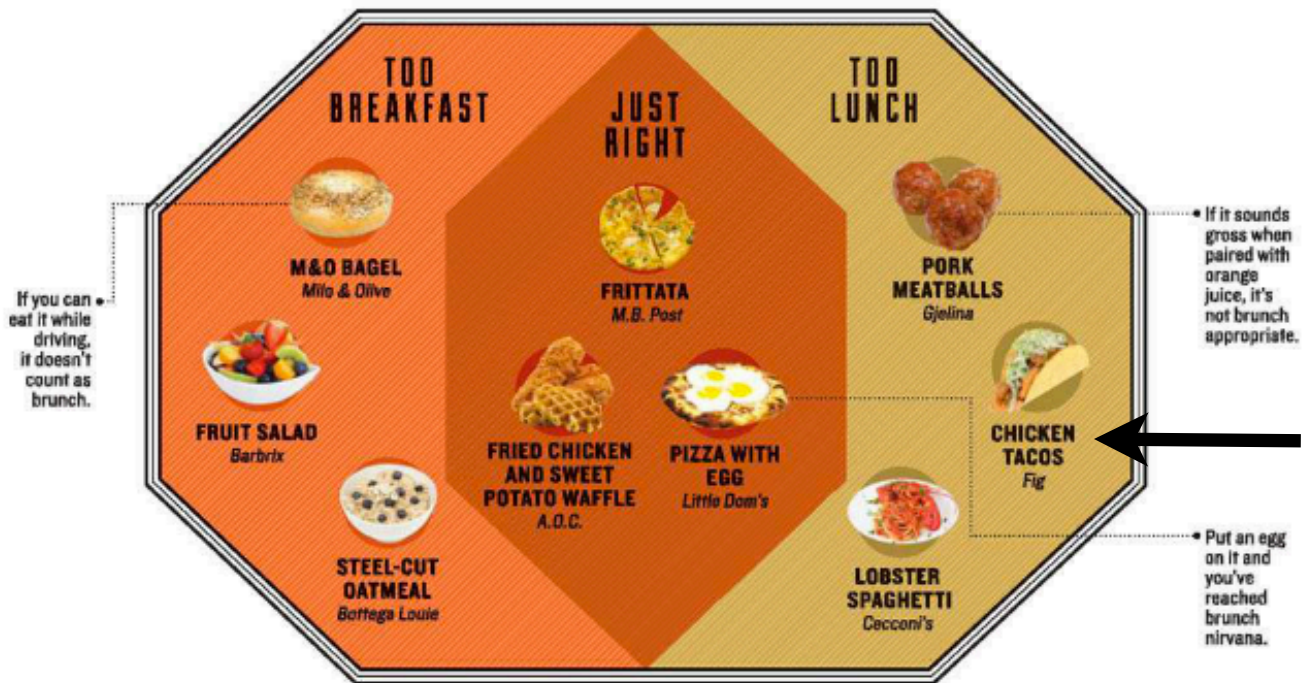 TOO
BREAKFAST
JUST
RIGHT
TOO
LUNCH
M&O BAGEL
Milo & Olive
If you can
eat it while
driving,
it doesn't
count as
brunch.
FRUIT SALAD
Barbrix
STEEL-CUT
OATMEAL
Bottega Louie
FRITTATA
M.B. Post
FRIED CHICKEN
AND SWEET
POTATO WAFFLE
A.O.C.
PIZZA WITH
EGG
Little Dom's
PORK
MEATBALLS
Gjelina
If it sounds
gross when
paired with
orange
juice, it's
not brunch
appropriate.
CHICKEN
TACOS
Fig
LOBSTER
SPAGHETTI
Cecconi's
Put an egg
on it and
you've
reached
brunch
nirvana.